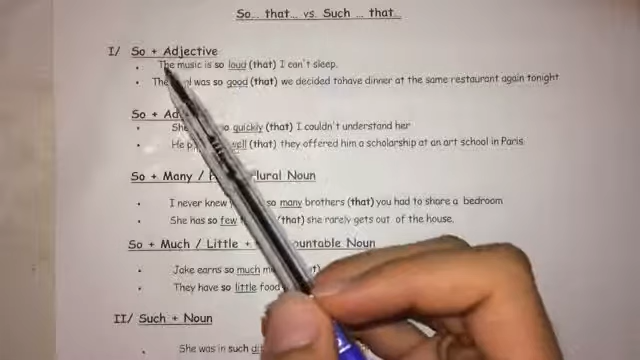 So... that... vs. Such ... that...
I/ So + Adjective
The music is so loud (that) I can't sleep.
The was so good (that) we decided tohave dinner at the same restaurant again tonight
So +
She quickly (that) I couldn't understand her
He (that) they offered him a scholarship at an art school in Paris
So + Many / Noun
I never knew so many brothers (that) you had to share a bedroom
She has so few (that) she rarely gets out of the house.
So + Much / Little + Noun
Jake earns so much
They have so little food
II/ Such + Noun
She was in such